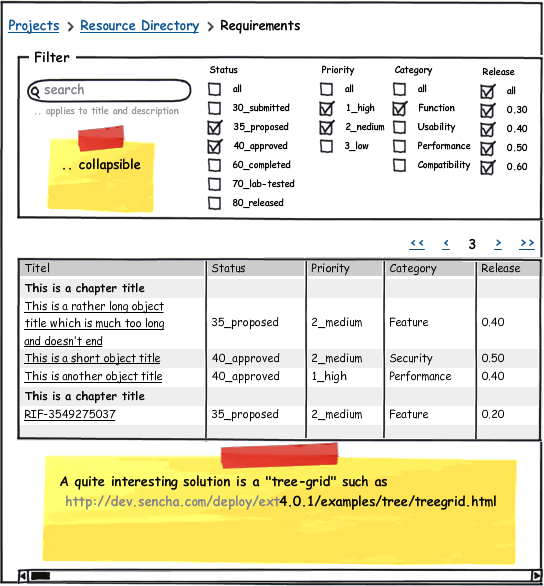 Projects > Resource Directory > Requirements
Filter
search
.. applies to title and description
.. collapsible
Status
all
30_submitted
35_proposed
40_approved
60_completed
70_lab-tested
80_released
Priority
all
1_high
2_medium
3_low
Category
all
Function
Usability
Performance
Compatibility
Release
all
0.30
0.40
0.50
0.60
<< < 3 > >>
Titel Status Priority Category Release
This is a chapter title
This is a rather long object
title which is much too long
and doesn't end
35_proposed 2_medium Feature 0.40
This is a short object title 40_approved 2_medium Security 0.50
This is another object title 40_approved 1_high Performance 0.40
This is a chapter title
RIF-3549275037 35_proposed 2_medium Feature 0.20
A quite interesting solution is a "tree-grid" such as
http://dev.sencha.com/deploy/ext4.0.1/examples/tree/treegrid.html